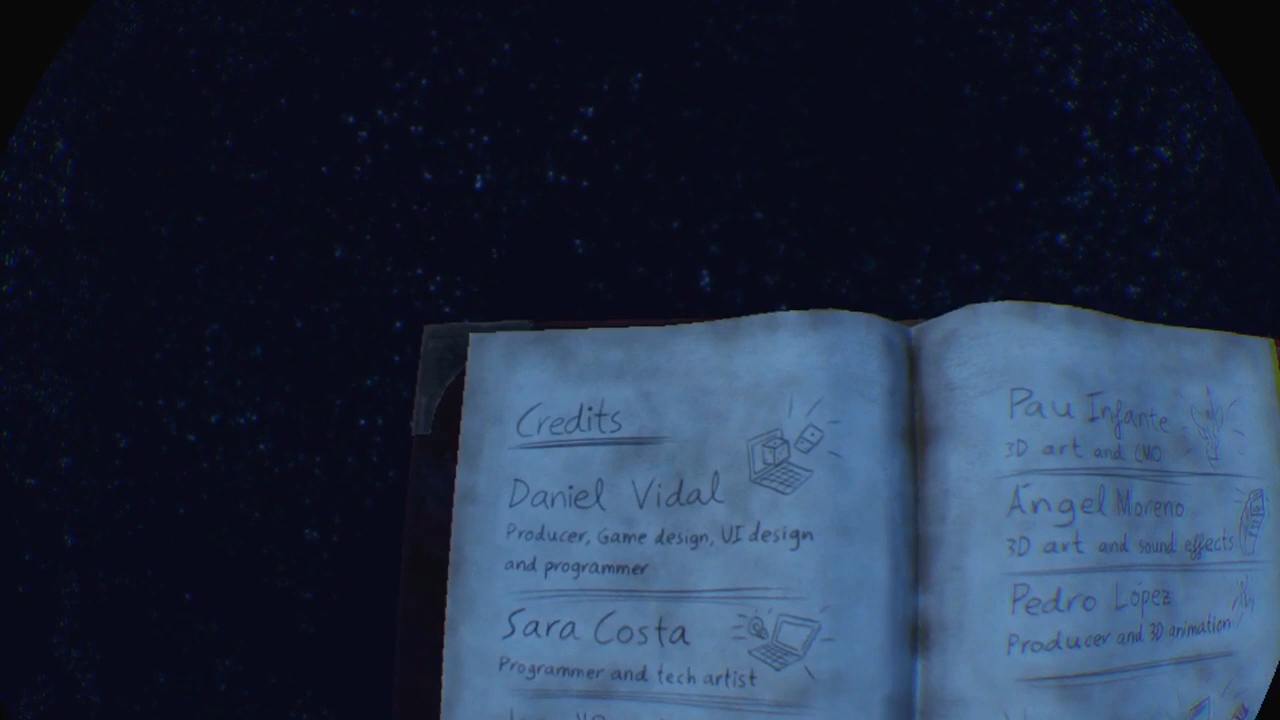 Credits
Daniel Vidal
Producer, Game design, UI design
and programmer
Sara Costa
Programmer and tech artist
Pau Infante
3D art and CMO
Ángel Moreno
3D art and sound effects
Pedro López
Producer and 3D animation